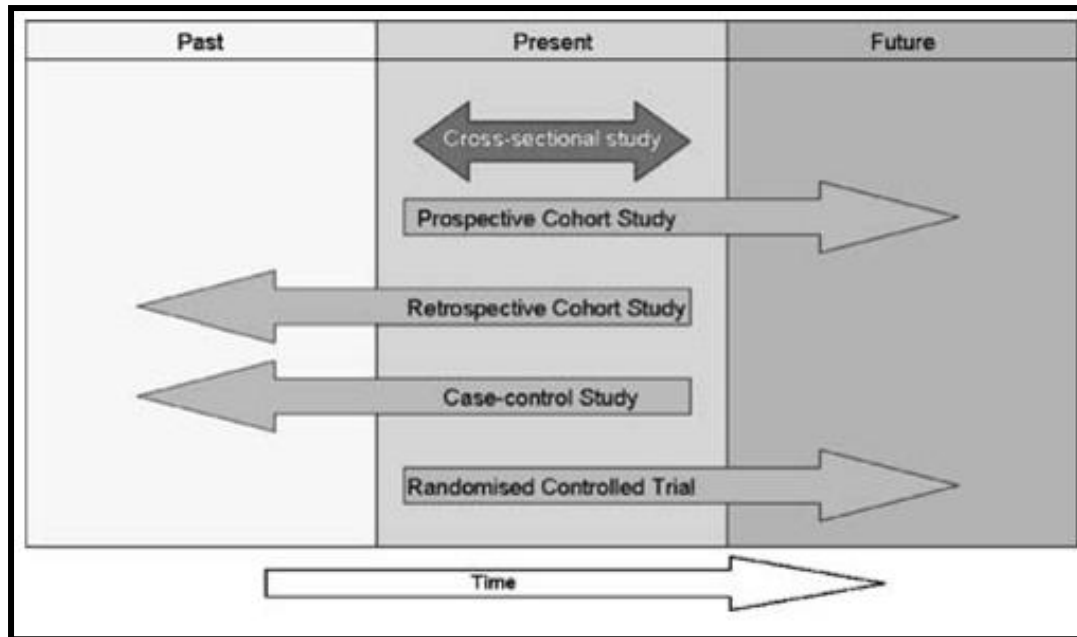 Past Present Future
Cross-sectional study
Prospective Cohort Study
Retrospective Cohort Study
Case-control Study
Randomised Controlled Trial
Time